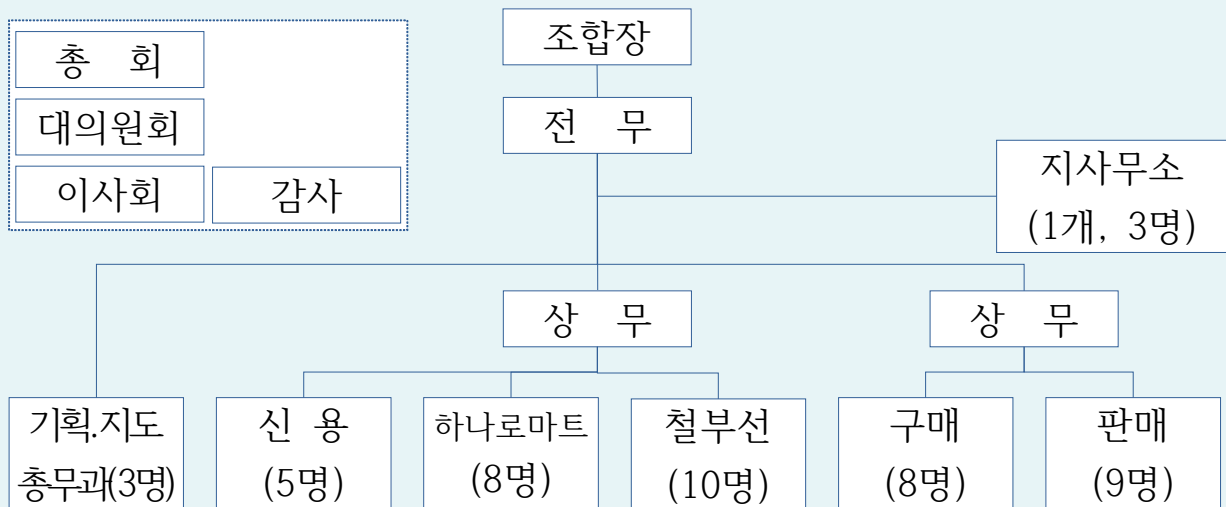 총 회
대의원회
이사회
감사
조합장
전 무
지사무소
(1개, 3명)
상 무
상 무
기획.지도
총무과(3명)
신 용
(5명)
하나로마트
(8명)
철부선
(10명)
구매
(8명)
판매
(9명)